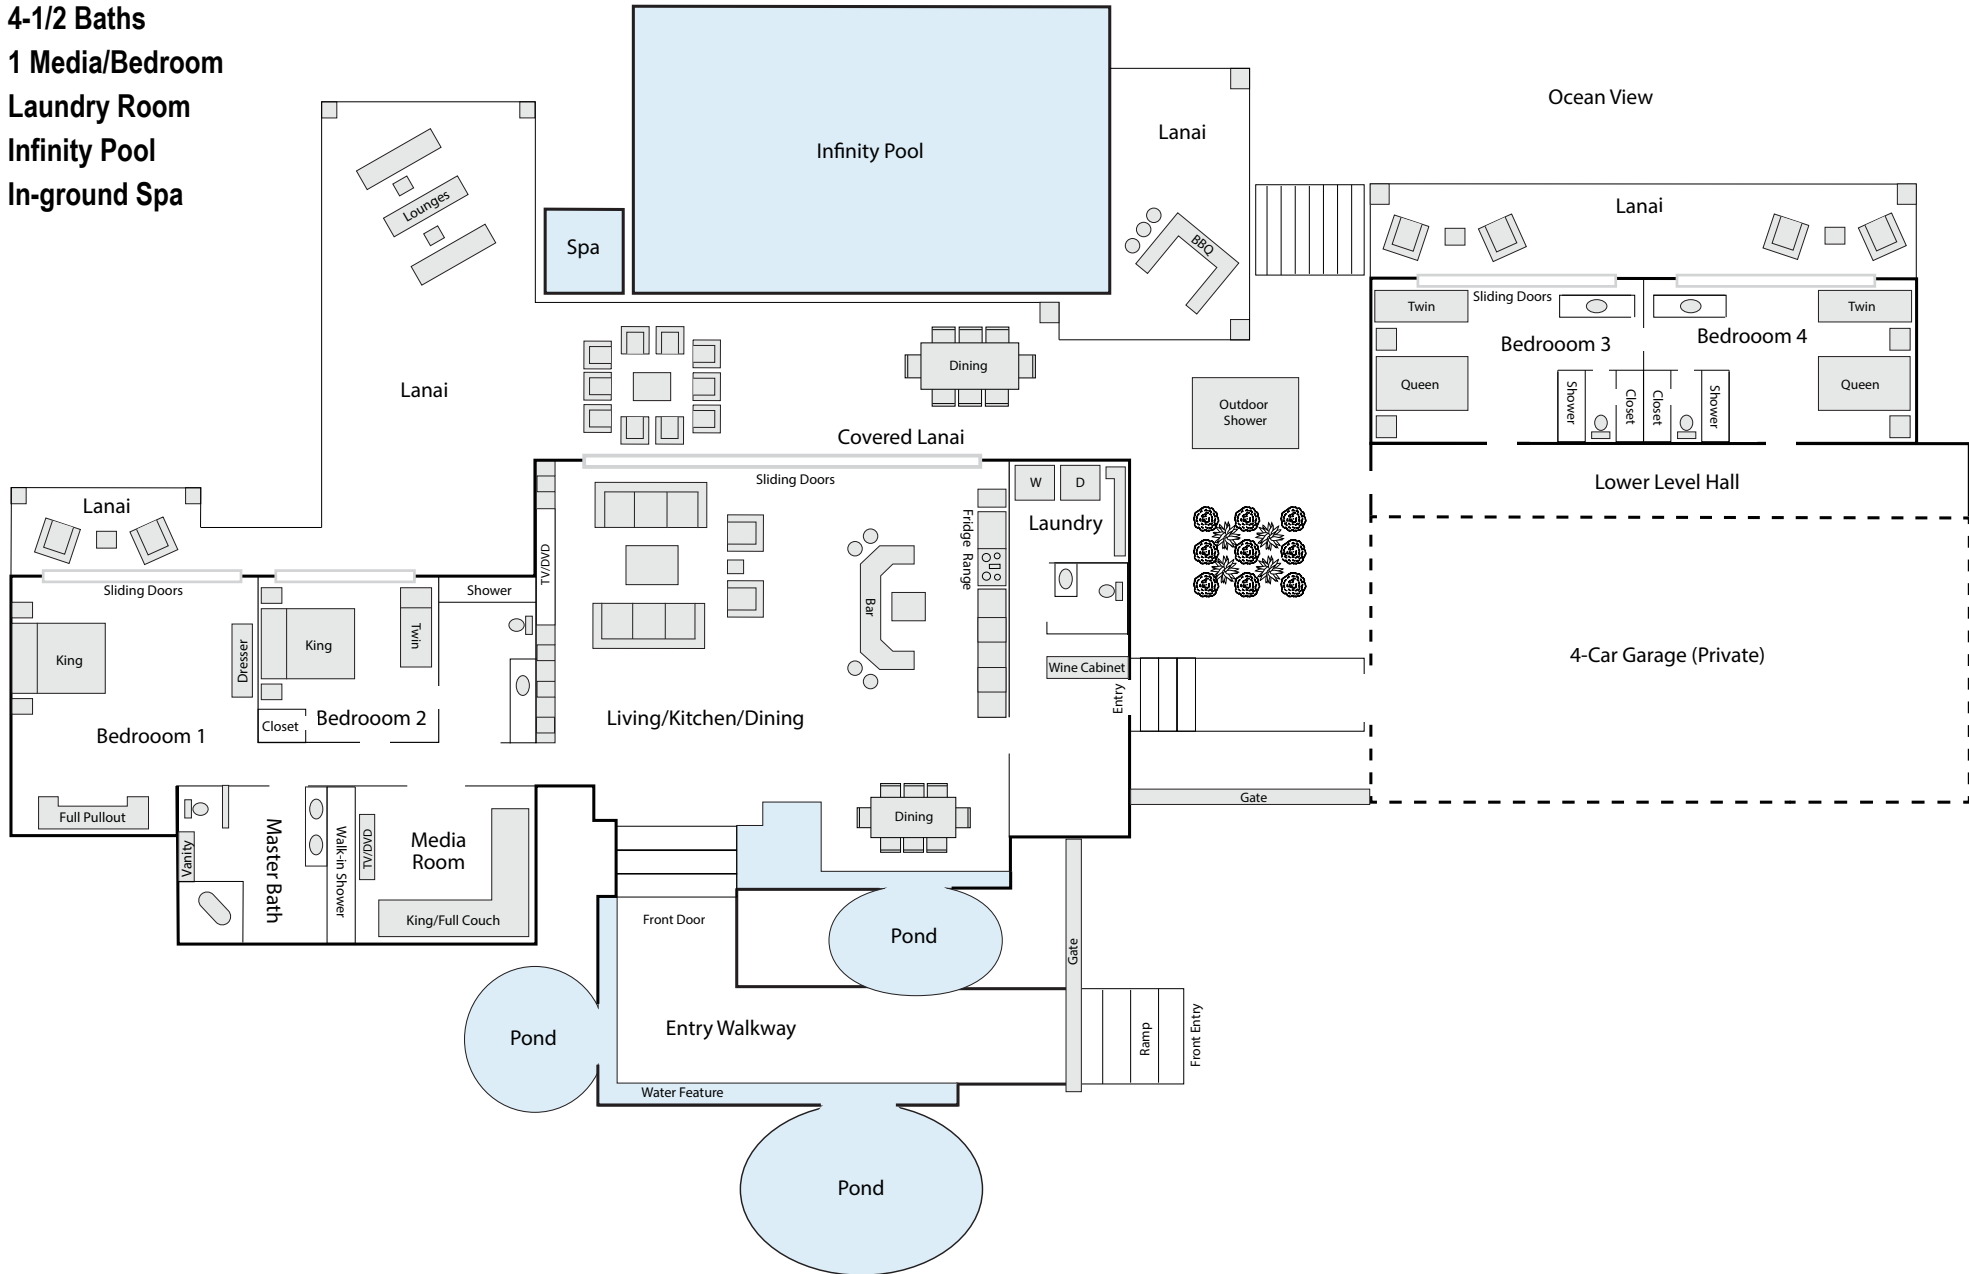 4-1/2 Baths
1 Media/Bedroom
Laundry Room
Infinity Pool
In-ground Spa
Infinity Pool
Lanai
Ocean View
Lounges
Spa
BBQ
Lanai
Sliding Doors
Twin
Twin
Bedrooom 3
Bedrooom 4
Queen
Queen
Shower
Closet
Closet
Shower
Dining
Lanai
Outdoor
Shower
Covered Lanai
Sliding Doors
Lower Level Hall
W
D
Laundry
Fridge
Range
Lanai
TV/DVD
Sliding Doors
Shower
King
Dresser
King
Twin
Bar
4-Car Garage (Private)
Wine Cabinet
Entry
Closet
Bedrooom 2
Bedrooom 1
Living/Kitchen/Dining
Gate
Full Pullout
Vanity
Master Bath
Walk-in Shower
TV/DVD
Media
Room
King/Full Couch
Dining
Front Door
Pond
Gate
Pond
Entry Walkway
Ramp
Front Entry
Water Feature
Pond